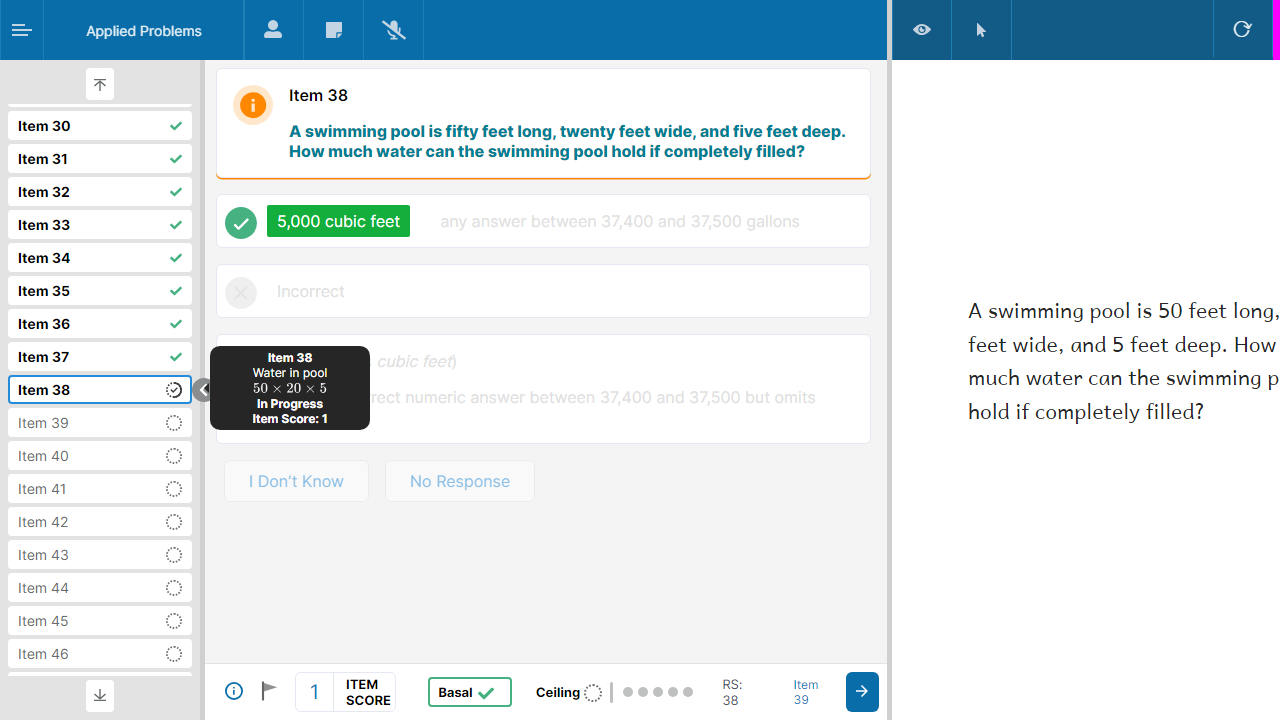 Applied Problems
Item 30
Item 31
Item 32
Item 33
Item 34
Item 35
Item 36
Item 37
Item 38
Item 39
Item 40
Item 41
Item 42
Item 43
Item 44
Item 45
Item 46
Item 38
A swimming pool is fifty feet long, twenty feet wide, and five feet deep.
How much water can the swimming pool hold if completely filled?
5,000 cubic feet any answer between 37,400 and 37,500 gallons
Incorrect
cubic feet)
numeric answer between 37,400 and 37,500 but omits
Item 38
Water in pool
50 × 20 × 5
In Progress
Item Score: 1
I Don't Know No Response
1 ITEM SCORE
Basal
Ceiling
RS: 38
Item 39
A swimming pool is 50 feet long,
feet wide, and 5 feet deep. How
much water can the swimming p
hold if completely filled?